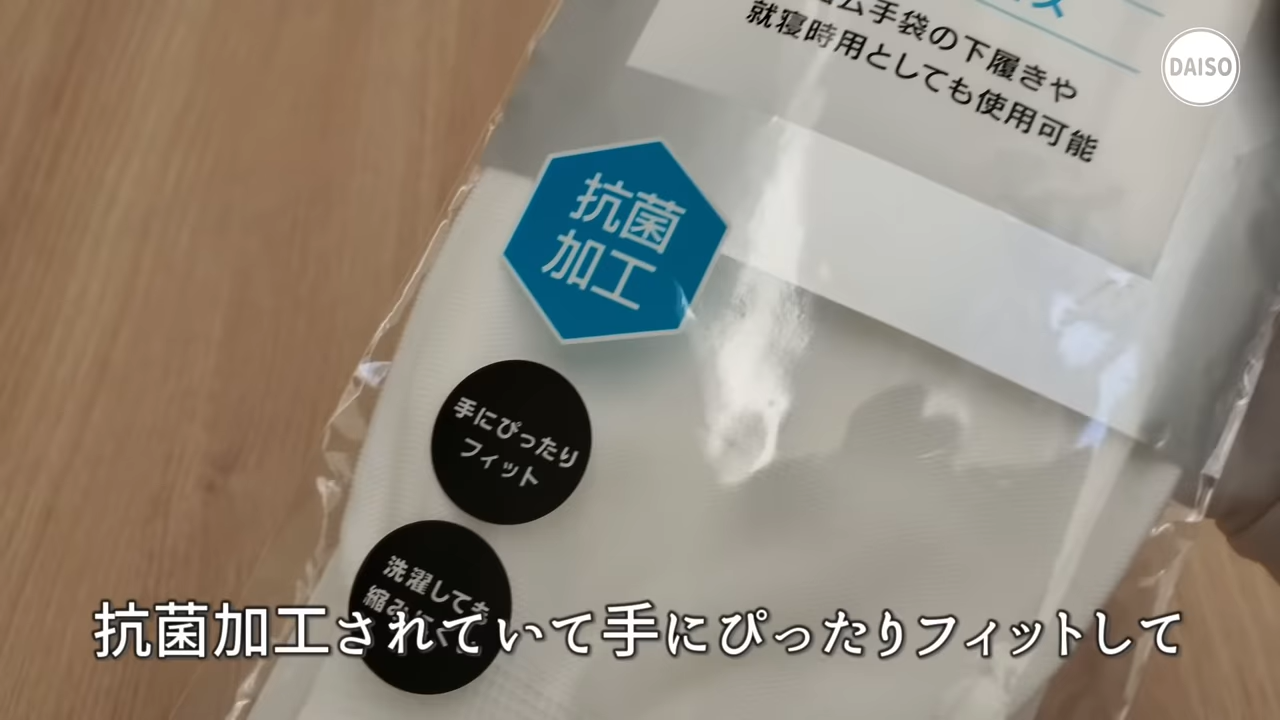 ム手袋の下履きや
就寝時用としても使用可能
DAISO
抗菌
加工
手にぴったり
フィット
洗濯しても
抗菌加工されていて手にぴったりフィットして